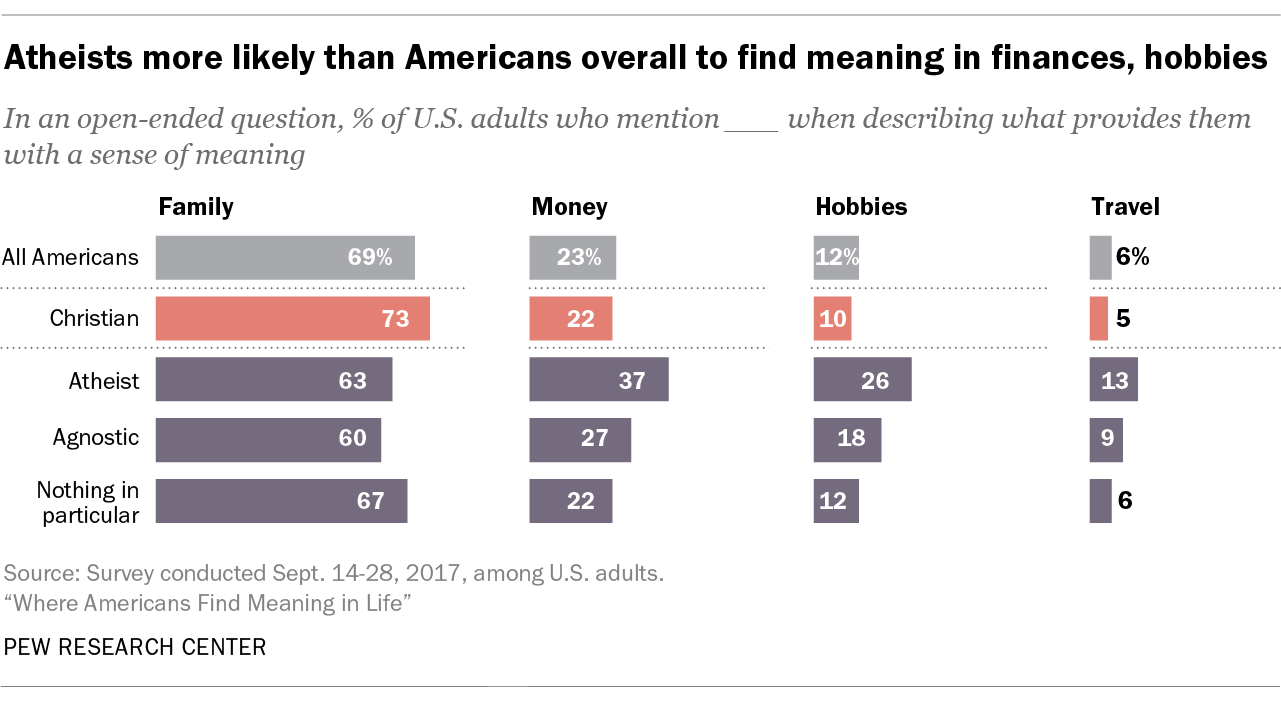 Atheists more likely than Americans overall to find meaning in finances, hobbies
In an open-ended question, % of U.S. adults who mention ___ when describing what provides them
with a sense of meaning
Family Money Hobbies Travel
All Americans 69% 23% 12% 6%
Christian 73 22 10 5
Atheist 63 37 26 13
Agnostic 60 27 18 9
Nothing in
particular 67 22 12 6
Source: Survey conducted Sept. 14-28, 2017, among U.S. adults.
“Where Americans Find Meaning in Life”
PEW RESEARCH CENTER